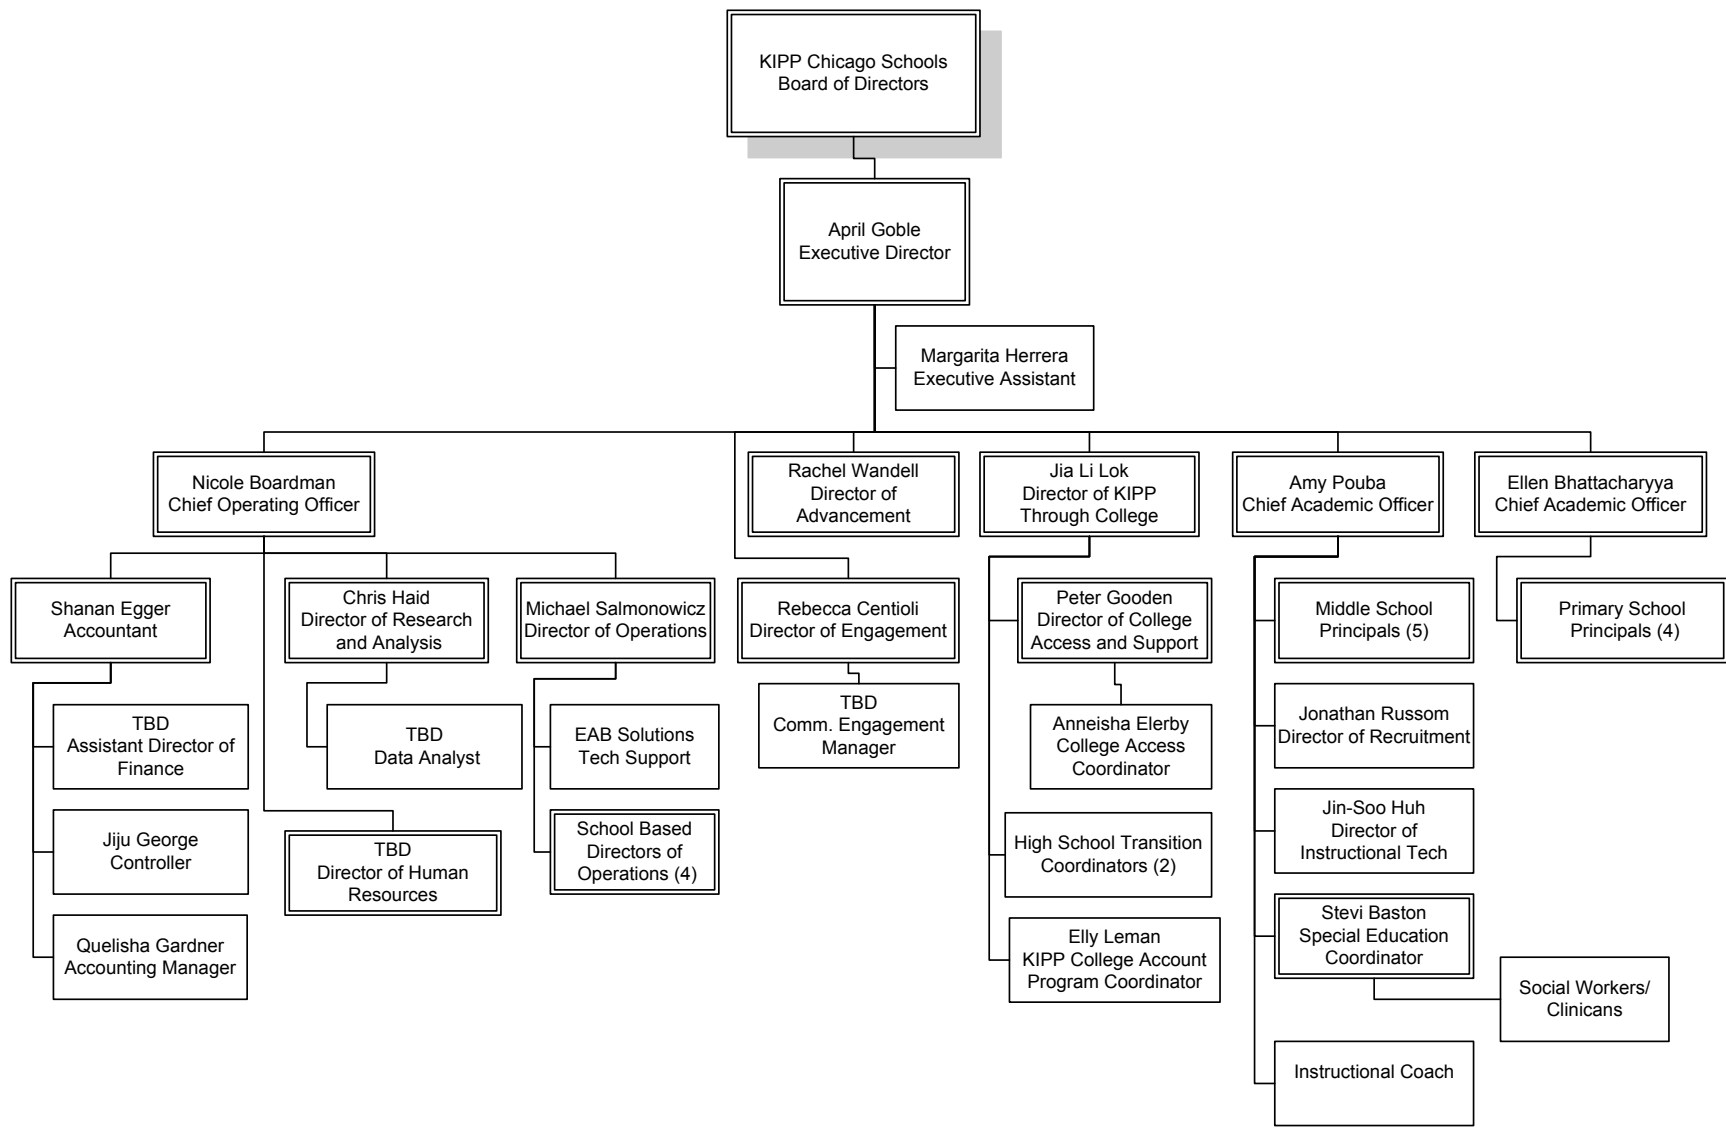 KIPP Chicago Schools
Board of Directors
April Goble
Executive Director
Margarita Herrera
Executive Assistant
Nicole Boardman
Chief Operating Officer
Rachel Wandell
Director of
Advancement
Jia Li Lok
Director of KIPP
Through College
Amy Pouba
Chief Academic Officer
Ellen Bhattacharyya
Chief Academic Officer
Shanan Egger
Accountant
Chris Haid
Director of Research
and Analysis
Michael Salmonowicz
Director of Operations
Rebecca Centioli
Director of Engagement
Peter Gooden
Director of College
Access and Support
Middle School
Principals (5)
Primary School
Principals (4)
TBD
Assistant Director of
Finance
TBD
Data Analyst
EAB Solutions
Tech Support
TBD
Comm. Engagement
Manager
Anneisha Elerby
College Access
Coordinator
Jonathan Russom
Director of Recruitment
Jiju George
Controller
TBD
Director of Human
Resources
School Based
Directors of
Operations (4)
High School Transition
Coordinators (2)
Jin-Soo Huh
Director of
Instructional Tech
Quelisha Gardner
Accounting Manager
Elly Leman
KIPP College Account
Program Coordinator
Stevi Baston
Special Education
Coordinator
Social Workers/
Clinicans
Instructional Coach